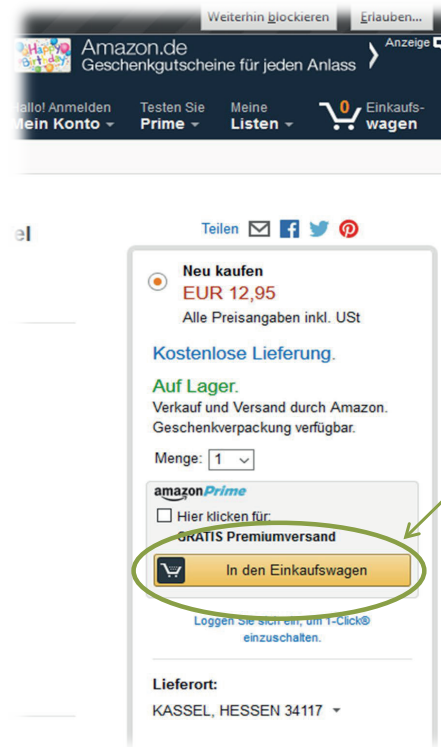 Weiterhin blockieren Erlauben...
Amazon.de Anzeige
Geschenkgutscheine für jeden Anlass
Happy Birthday
Hallo! Anmelden Testen Sie Meine 0 Einkaufs-
Mein Konto Prime Listen wagen
el
Teilen
Neu kaufen
EUR 12,95
Alle Preisangaben inkl. USt
Kostenlose Lieferung.
Auf Lager.
Verkauf und Versand durch Amazon.
Geschenkverpackung verfügbar.
Menge: 1
amazonPrime
Hier klicken für:
GRATIS Premiumversand
In den Einkaufswagen
Loggen Sie sich ein, um 1-Click®
einzuschalten.
Lieferort:
KASSEL, HESSEN 34117